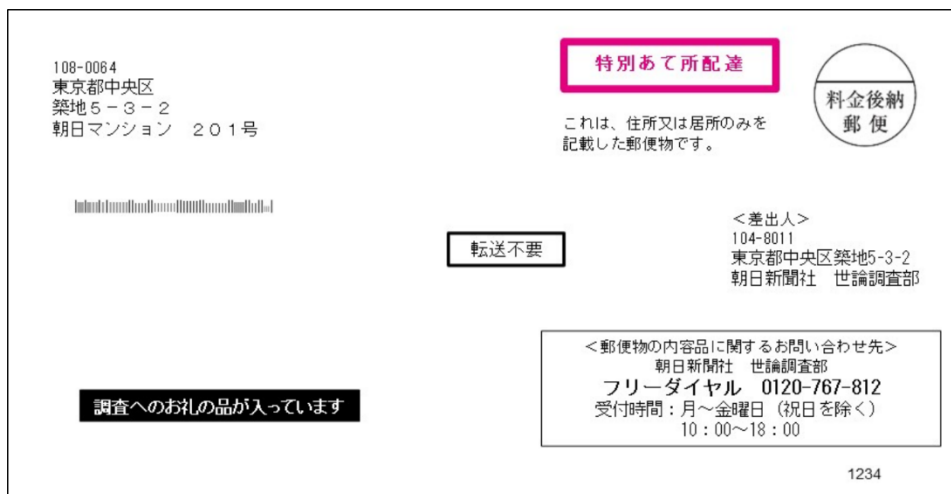 108-0064
東京都中央区
築地５－３－２
朝日マンション　２０１号
特別あて所配達
これは、住所又は居所のみを
記載した郵便物です。
料金後納
郵便
転送不要
＜差出人＞
104-8011
東京都中央区築地5-3-2
朝日新聞社　世論調査部
調査へのお礼の品が入っています
＜郵便物の内容品に関するお問い合わせ先＞
朝日新聞社　世論調査部
フリーダイヤル　0120-767-812
受付時間：月～金曜日（祝日を除く）
10：00～18：00
1234